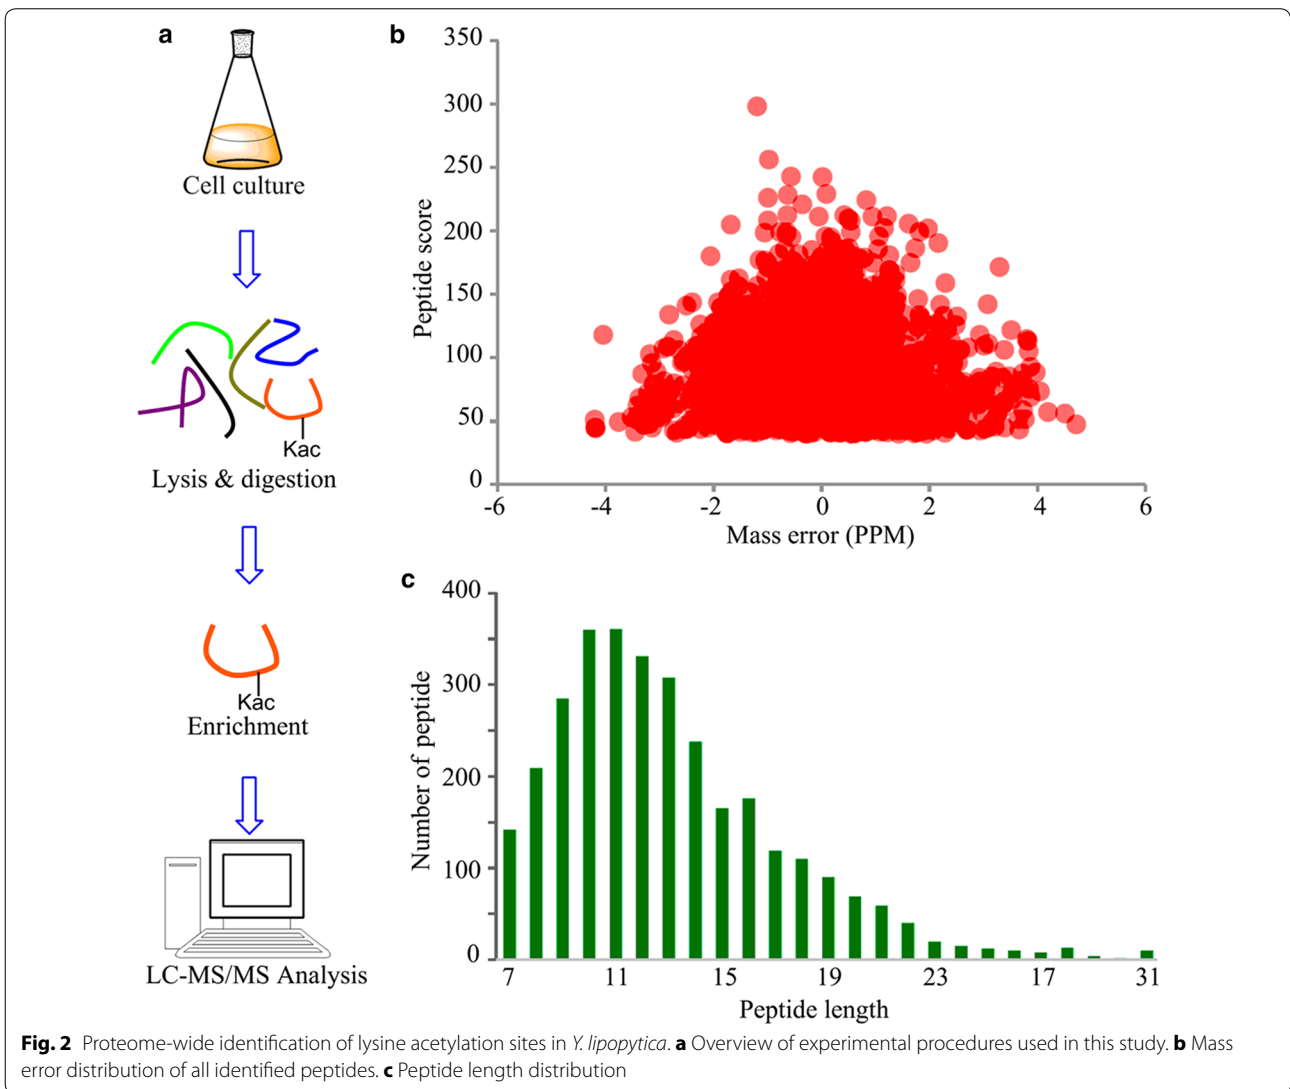 a
Cell culture
Kac
Lysis & digestion
Kac
Enrichment
LC-MS/MS Analysis
b
350
300
250
200
150
100
50
0
Peptide score
-6 -4 -2 0 2 4 6
Mass error (PPM)
c
400
300
200
100
0
Number of peptide
7 11 15 19 23 17 31
Peptide length
Fig. 2 Proteome-wide identification of lysine acetylation sites in Y. lipopytica. a Overview of experimental procedures used in this study. b Mass
error distribution of all identified peptides. c Peptide length distribution